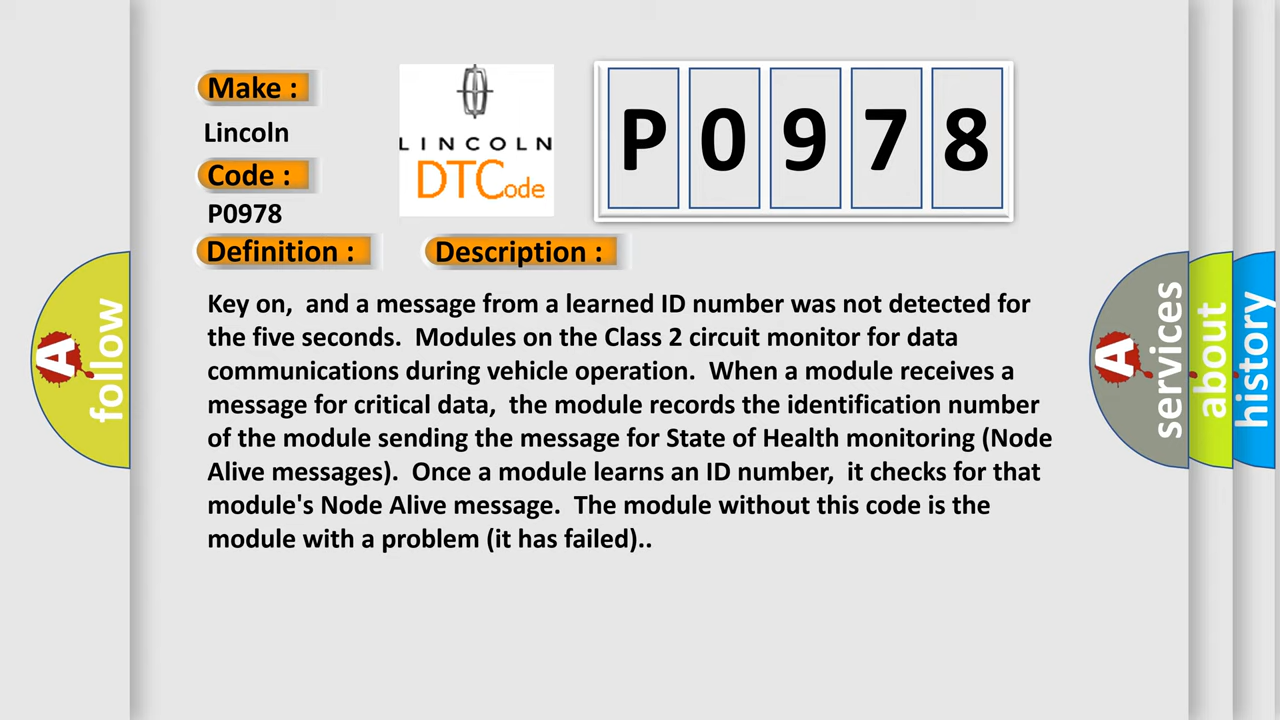 Make :
Lincoln
Code :
P0978
LINCOLN
DTCode
P0978
Definition :
Description :
Key on,  and a message from a learned ID number was not detected for
the five seconds  Modules on the Class 2 circuit monitor for data
communications during vehicle operation  When a module receives a
message for critical data,  the module records the identification number
of the module sending the message for State of Health monitoring (Node
Alive messages)  Once a module learns an ID number,  it checks for that
module's Node Alive message  The module without this code is the
module with a problem (it has failed)..
A follow
A services
about
history